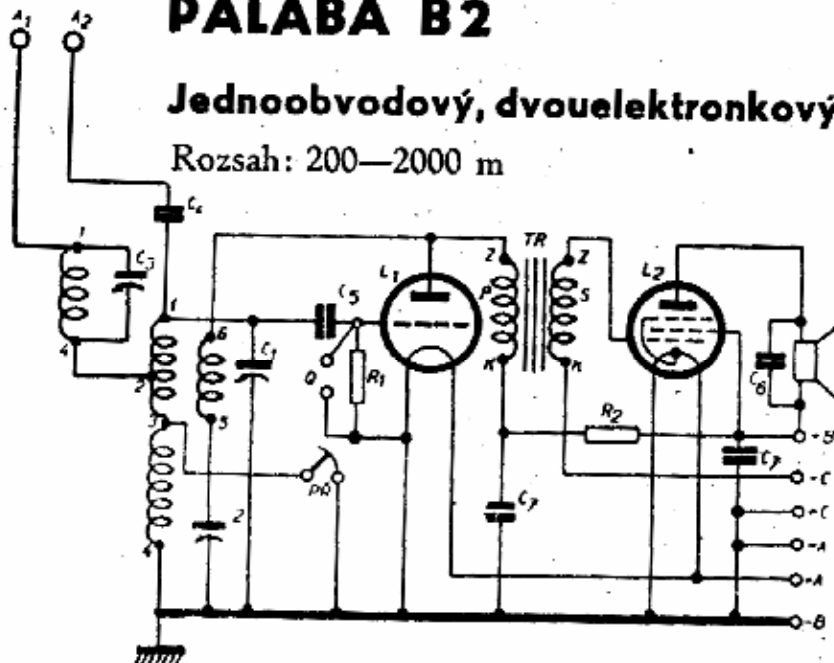 PALABA B2
Jednoobvodový, dvouelektronkový
Rozsah: 200—2000 m
A1 A2
C4
1
C3
4
1
2
3
4
6
5
2
C1
C5
Q
R1
PŘ
L1
Z
P
K
TR
Z
S
K
L2
R2
C7
C6
C7
+B
-C
+C
-A
+A
-B